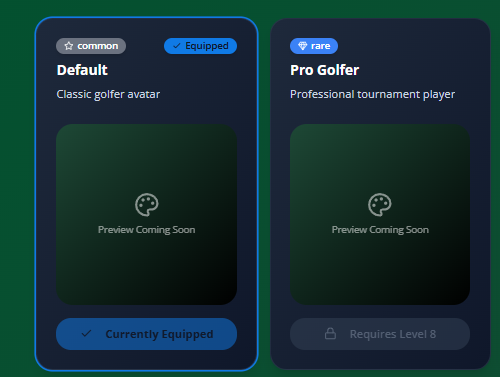 common
Equipped
Default
Classic golfer avatar
Preview Coming Soon
Currently Equipped
rare
Pro Golfer
Professional tournament player
Preview Coming Soon
Requires Level 8